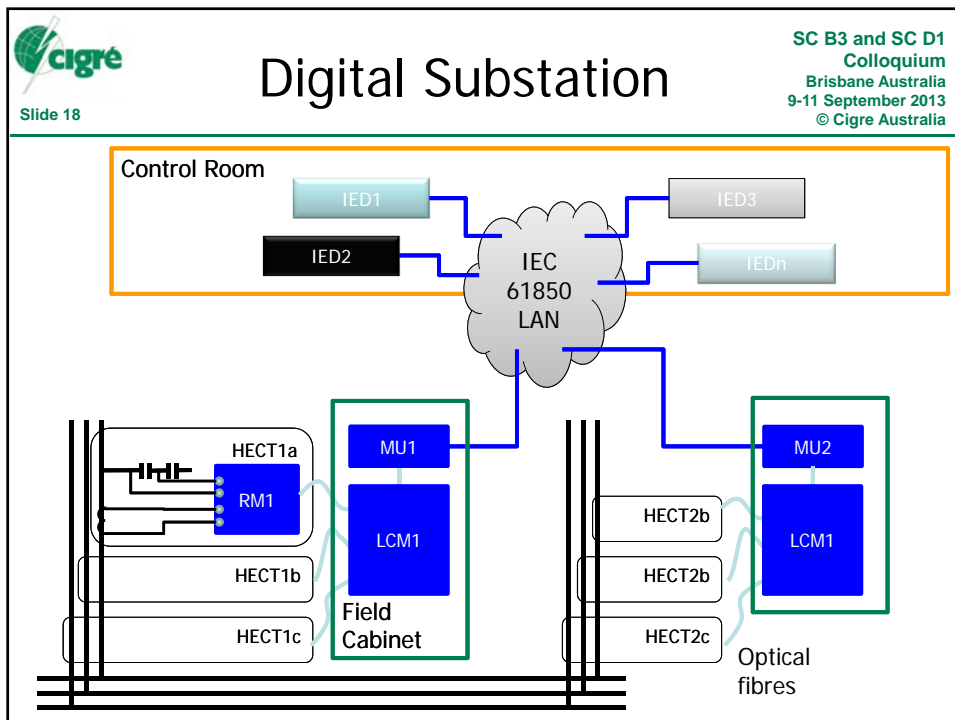 cigré
Slide 18
Digital Substation
SC B3 and SC D1
Colloquium
Brisbane Australia
9-11 September 2013
© Cigre Australia
Control Room
IED1
IED2
IED3
IEDn
IEC
61850
LAN
HECT1a
RM1
HECT1b
HECT1c
MU1
LCM1
Field
Cabinet
HECT2b
HECT2b
HECT2c
MU2
LCM1
Optical
fibres